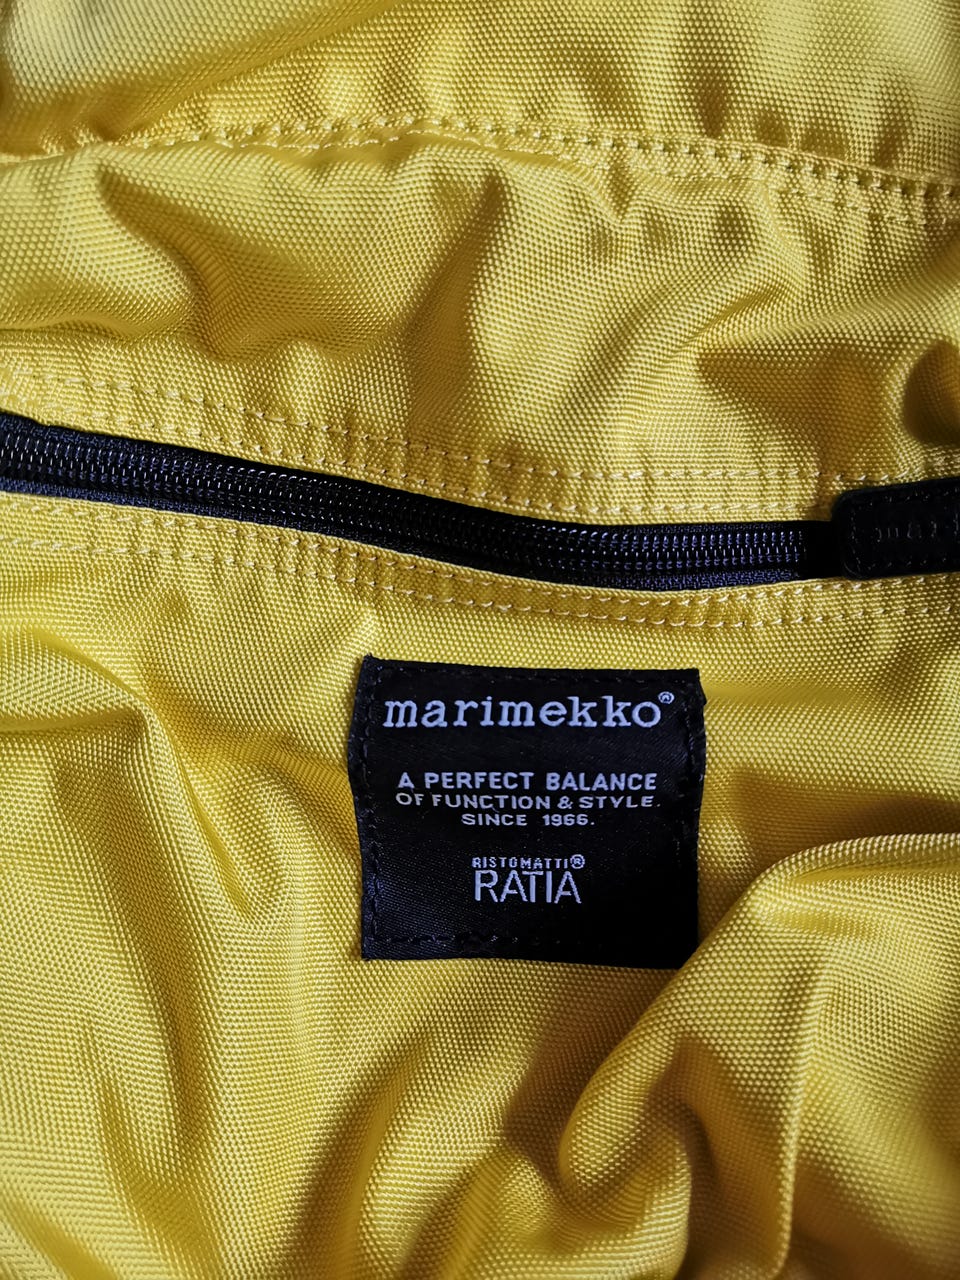 marimekko®
A PERFECT BALANCE
OF FUNCTION & STYLE.
SINCE 1966.
RISTOMATTI®
RATIA